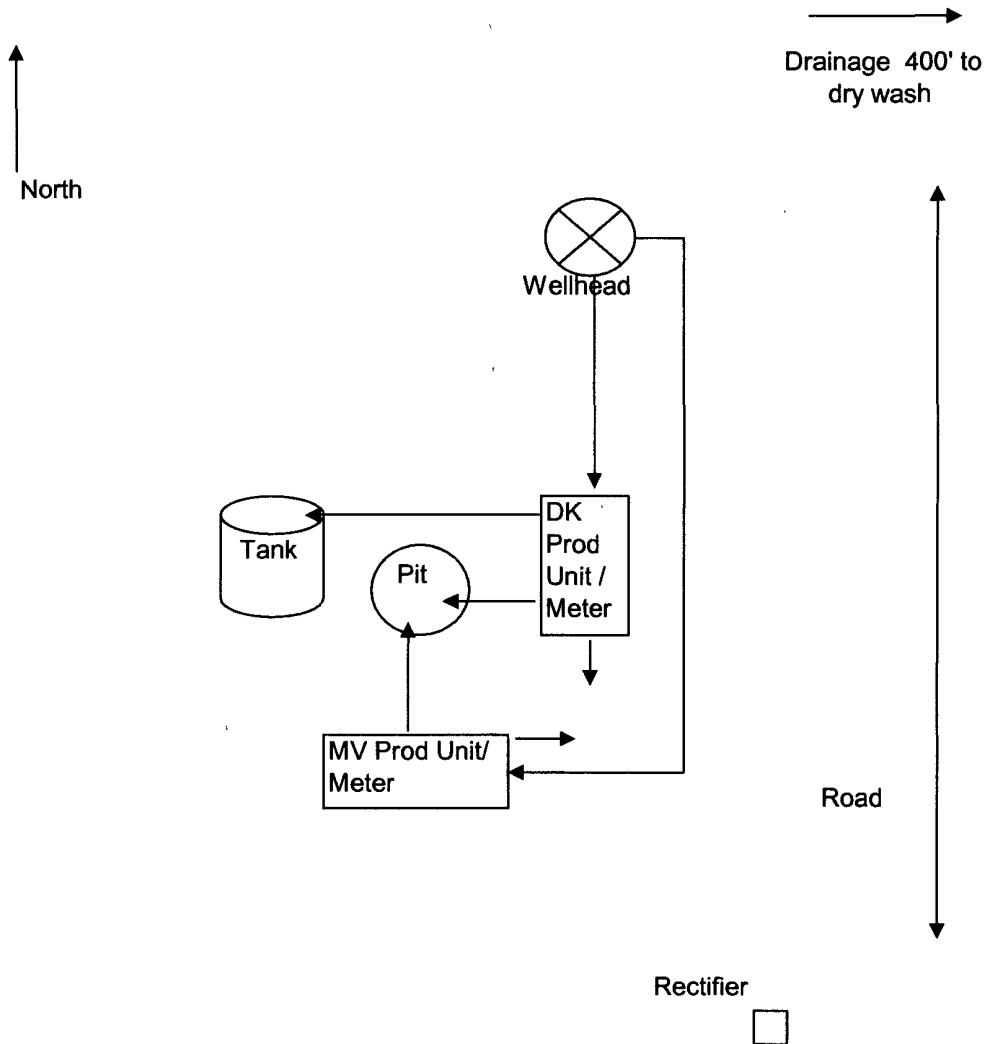 Drainage 400' to
dry wash
North
Wellhead
DK
Prod
Unit /
Meter
Tank
Pit
MV Prod Unit/
Meter
Road
Rectifier